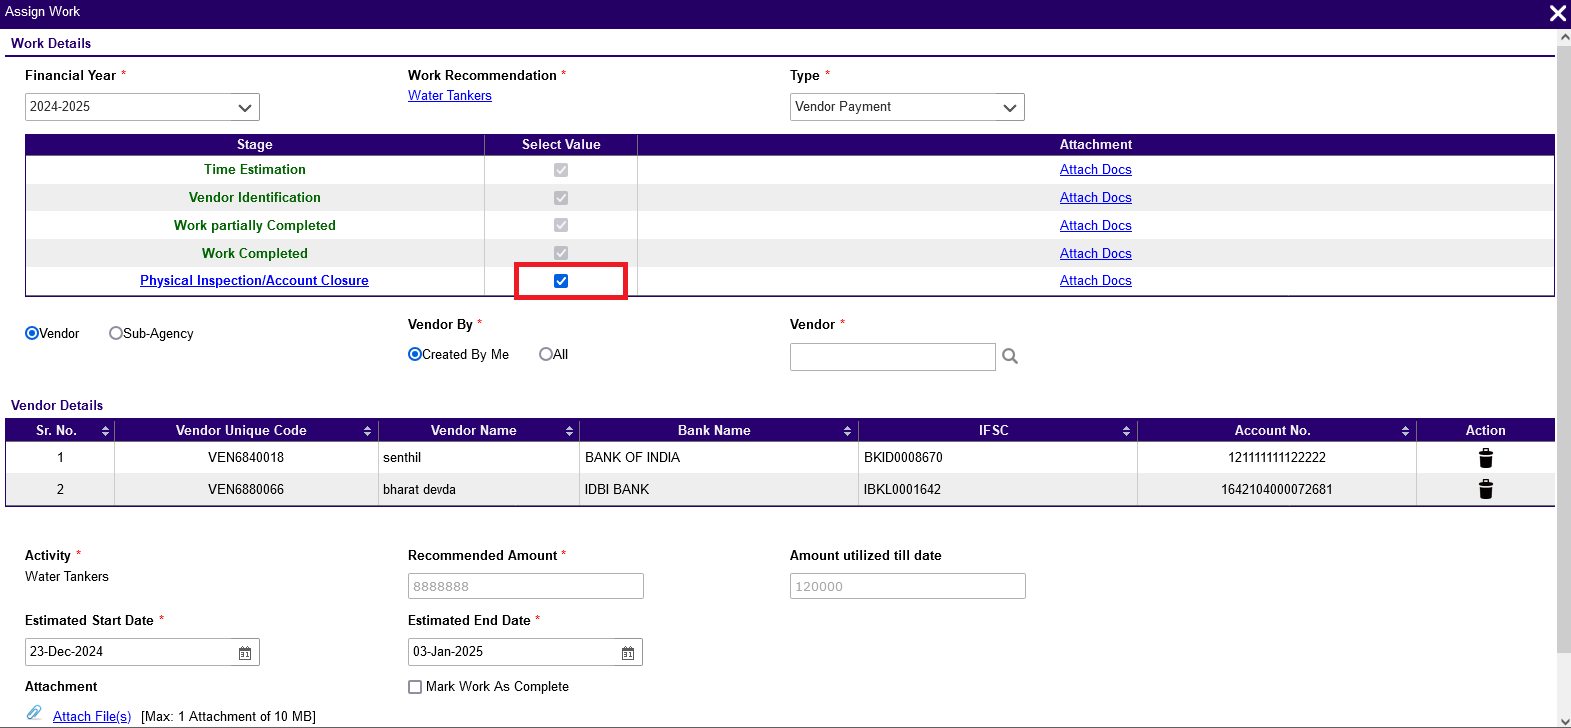 Assign Work
Work Details
Financial Year * Work Recommendation * Type *
2024-2025 Water Tankers Vendor Payment
Stage Select Value Attachment
Time Estimation Attach Docs
Vendor Identification Attach Docs
Work partially Completed Attach Docs
Work Completed Attach Docs
Physical Inspection/Account Closure Attach Docs
Vendor Sub-Agency Vendor By * Vendor *
Created By Me All
Vendor Details
Sr. No. Vendor Unique Code Vendor Name Bank Name IFSC Account No. Action
1 VEN6840018 senthil BANK OF INDIA BKID0008670 121111111122222
2 VEN6880066 bharat devda IDBI BANK IBKL0001642 1642104000072681
Activity * Recommended Amount * Amount utilized till date
Water Tankers 8888888 120000
Estimated Start Date * Estimated End Date *
23-Dec-2024 03-Jan-2025
Attachment Mark Work As Complete
Attach File(s) [Max: 1 Attachment of 10 MB]